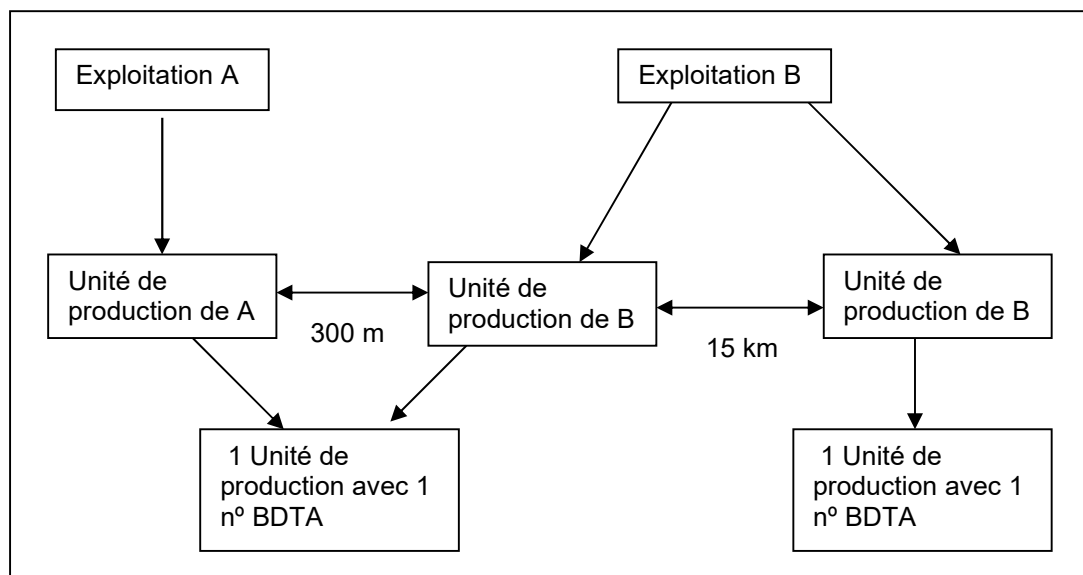 Exploitation A
Exploitation B
Unité de
production de A
300 m
Unité de
production de B
15 km
Unité de
production de B
1 Unité de
production avec 1
nº BDTA
1 Unité de
production avec 1
nº BDTA